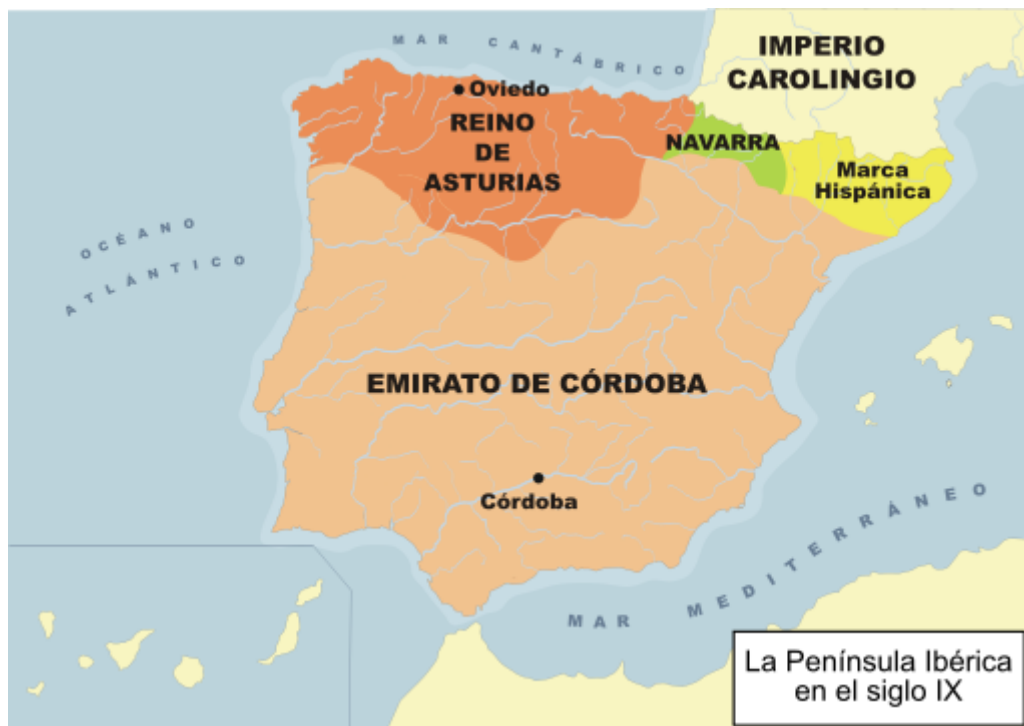 MAR CANTÁBRICO
IMPERIO
CAROLINGIO
Oviedo
REINO
DE
ASTURIAS
NAVARRA
Marca
Hispánica
OCÉANO
ATLÁNTICO
EMIRATO DE CÓRDOBA
Córdoba
MAR MEDITERRÁNEO
La Península Ibérica
en el siglo IX